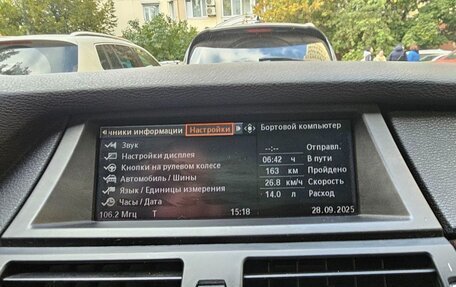 чники информации Настройки
Звук
Настройки дисплея
Кнопки на рулевом колесе
Автомобиль / Шины
Язык / Единицы измерения
Часы / Дата
Бортовой компьютер
--:-- Отправл.
06:42 ч В пути
163 км Пройдено
26.8 км/ч Скорость
14.0 л Расход
106.2 Мгц T 15:18 28.09.2025